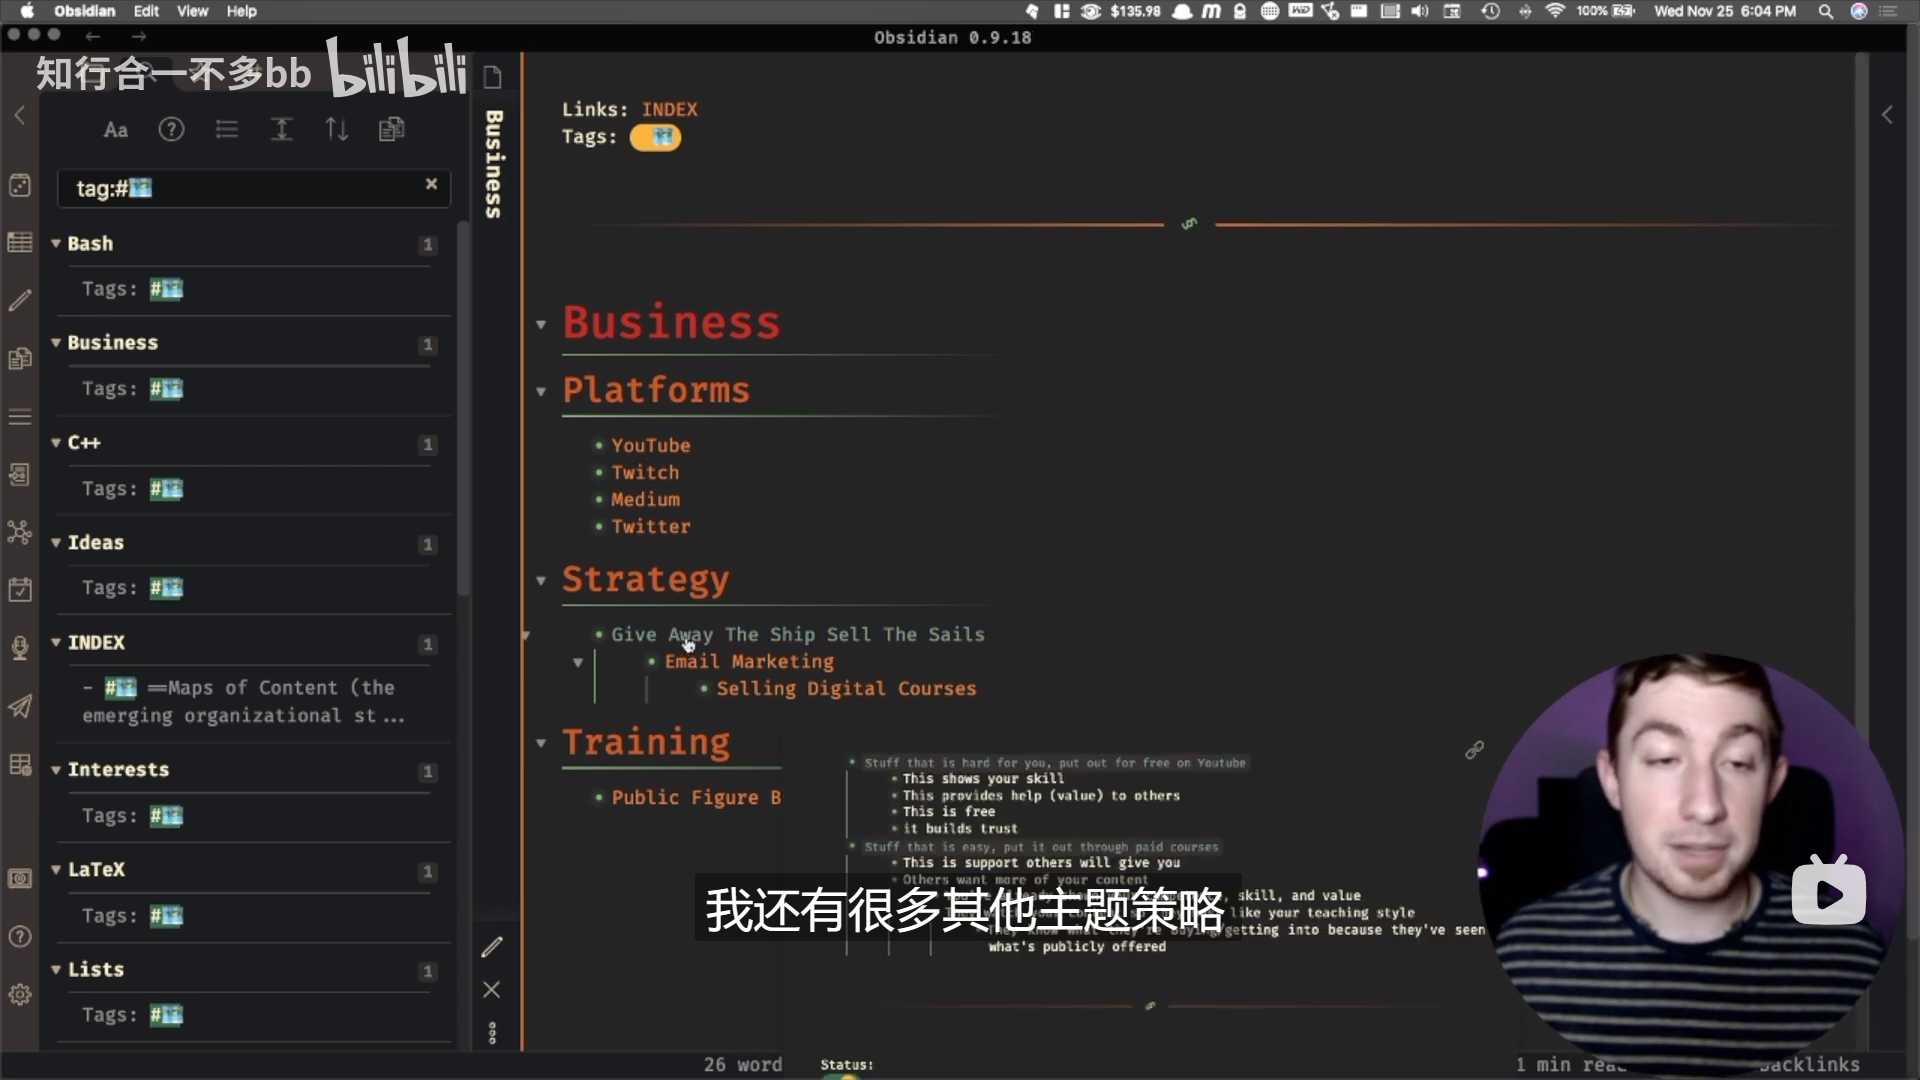 Obsidian Edit View Help
$135.98
100%
Wed Nov 25 6:04 PM
Obsidian 0.9.18
知行合一不多bb bilibili
Aa
tag:#
Bash 1
Tags: #
Business 1
Tags: #
C++ 1
Tags: #
Ideas 1
Tags: #
INDEX 1
- # ==Maps of Content (the
emerging organizational st...
Interests 1
Tags: #
LaTeX 1
Tags: #
Lists 1
Tags: #
Business
Links: INDEX
Tags:
Business
Platforms
YouTube
Twitch
Medium
Twitter
Strategy
Give Away The Ship Sell The Sails
Email Marketing
Selling Digital Courses
Training
Public Figure B
Stuff that is hard for you, put out for free on Youtube
This shows your skill
This provides help (value) to others
This is free
it builds trust
Stuff that is easy, put it out through paid courses
This is support others will give you
Others want more of your content
, skill, and value
like your teaching style
They know what they're buying/getting into because they've seen
what's publicly offered
我还有很多其他主题策略
26 word
Status:
1 min rea
backlinks